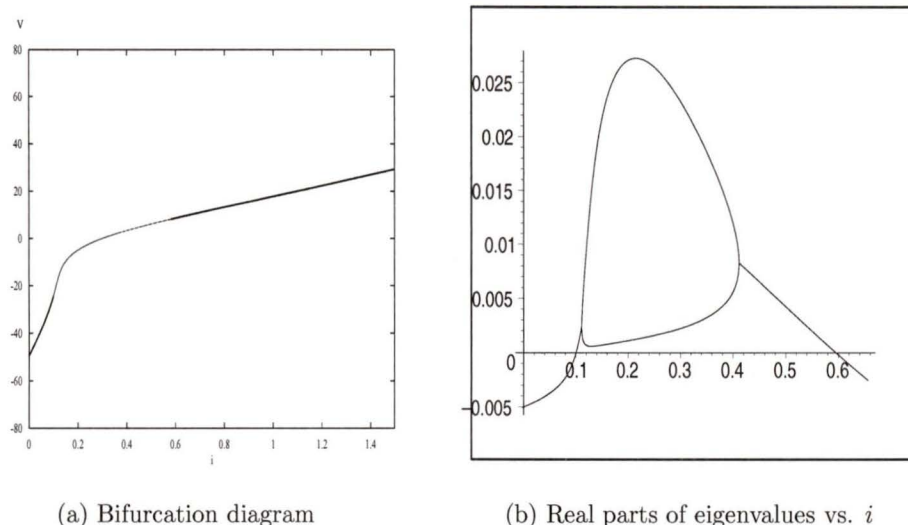 V
80
60
40
20
0
-20
-40
-60
-80
0 0.2 0.4 0.6 0.8 1 1.2 1.4
i
(a) Bifurcation diagram
0.025
0.02
0.015
0.01
0.005
0
0.1 0.2 0.3 0.4 0.5 0.6
-0.005
(b) Real parts of eigenvalues vs. i